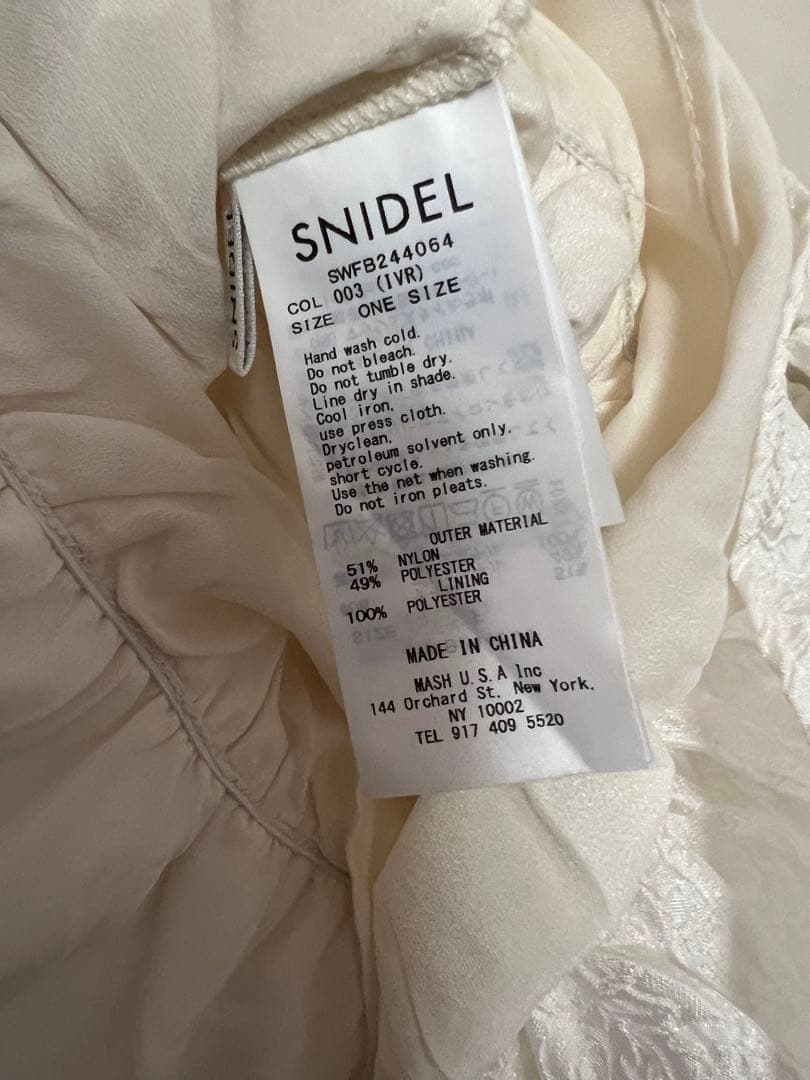 SNIDEL
SWFB244064
COL 003 (IVR)
SIZE ONE SIZE
Hand wash cold.
Do not bleach.
Do not tumble dry.
Line dry in shade.
Cool iron,
use press cloth.
Dryclean,
petroleum solvent only.
short cycle.
Use the net when washing.
Do not iron pleats.
OUTER MATERIAL
51% NYLON
49% POLYESTER
LINING
100% POLYESTER
MADE IN CHINA
MASH U.S.A Inc
144 Orchard St. New York.
NY 10002
TEL 917 409 5520
SNIDEL